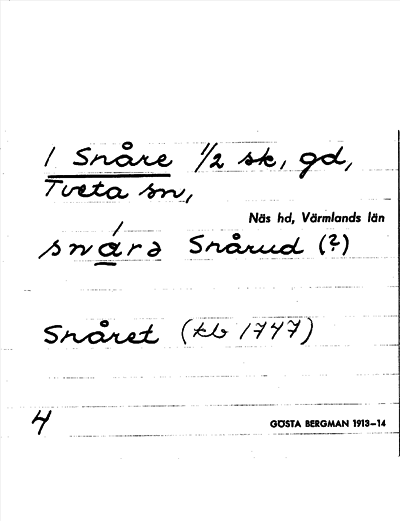 1 Snåre 1/2 sk, gd,
Tveta sn,
Näs hd, Värmlands län
snarə Snårud (?)
Snåret (kb 1747)
4
GÖSTA BERGMAN 1913–14